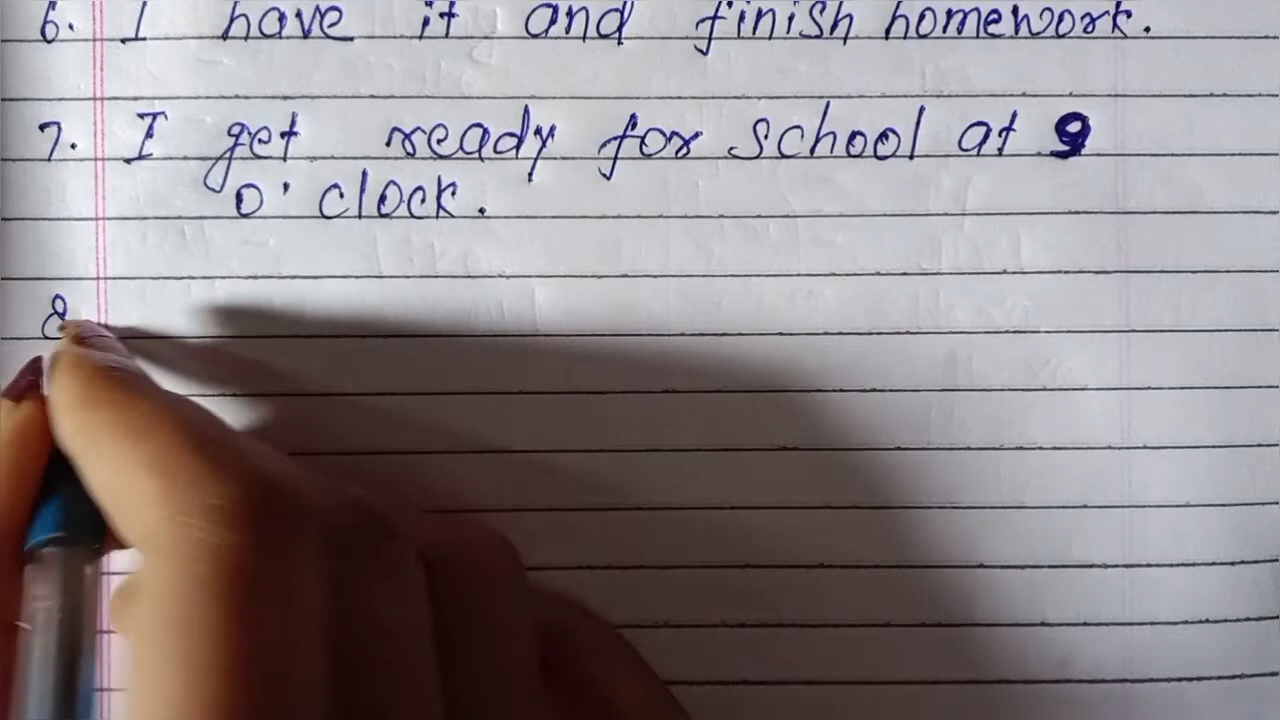 6. I have it and finish homework.
7. I get ready for school at 9
o' clock.
8